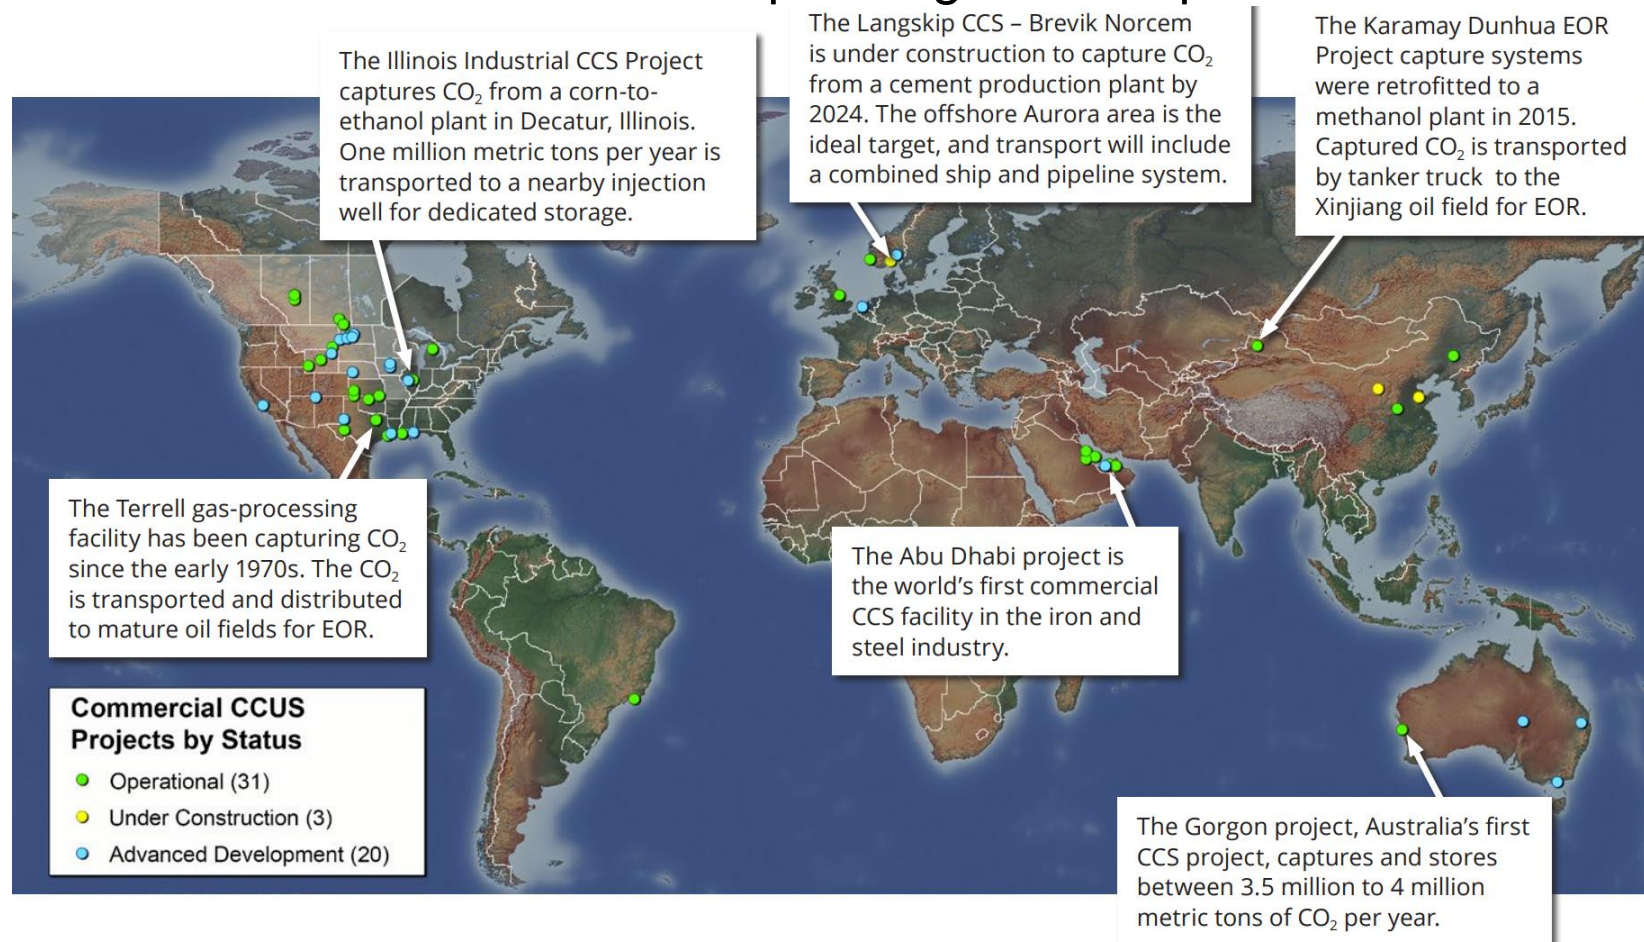 The Illinois Industrial CCS Project
captures CO₂ from a corn-to-
ethanol plant in Decatur, Illinois.
One million metric tons per year is
transported to a nearby injection
well for dedicated storage.
The Langskip CCS – Brevik Norcem
is under construction to capture CO₂
from a cement production plant by
2024. The offshore Aurora area is the
ideal target, and transport will include
a combined ship and pipeline system.
The Karamay Dunhua EOR
Project capture systems
were retrofitted to a
methanol plant in 2015.
Captured CO₂ is transported
by tanker truck to the
Xinjiang oil field for EOR.
The Terrell gas-processing
facility has been capturing CO₂
since the early 1970s. The CO₂
is transported and distributed
to mature oil fields for EOR.
The Abu Dhabi project is
the world's first commercial
CCS facility in the iron and
steel industry.
Commercial CCUS
Projects by Status
Operational (31)
Under Construction (3)
Advanced Development (20)
The Gorgon project, Australia's first
CCS project, captures and stores
between 3.5 million to 4 million
metric tons of CO₂ per year.